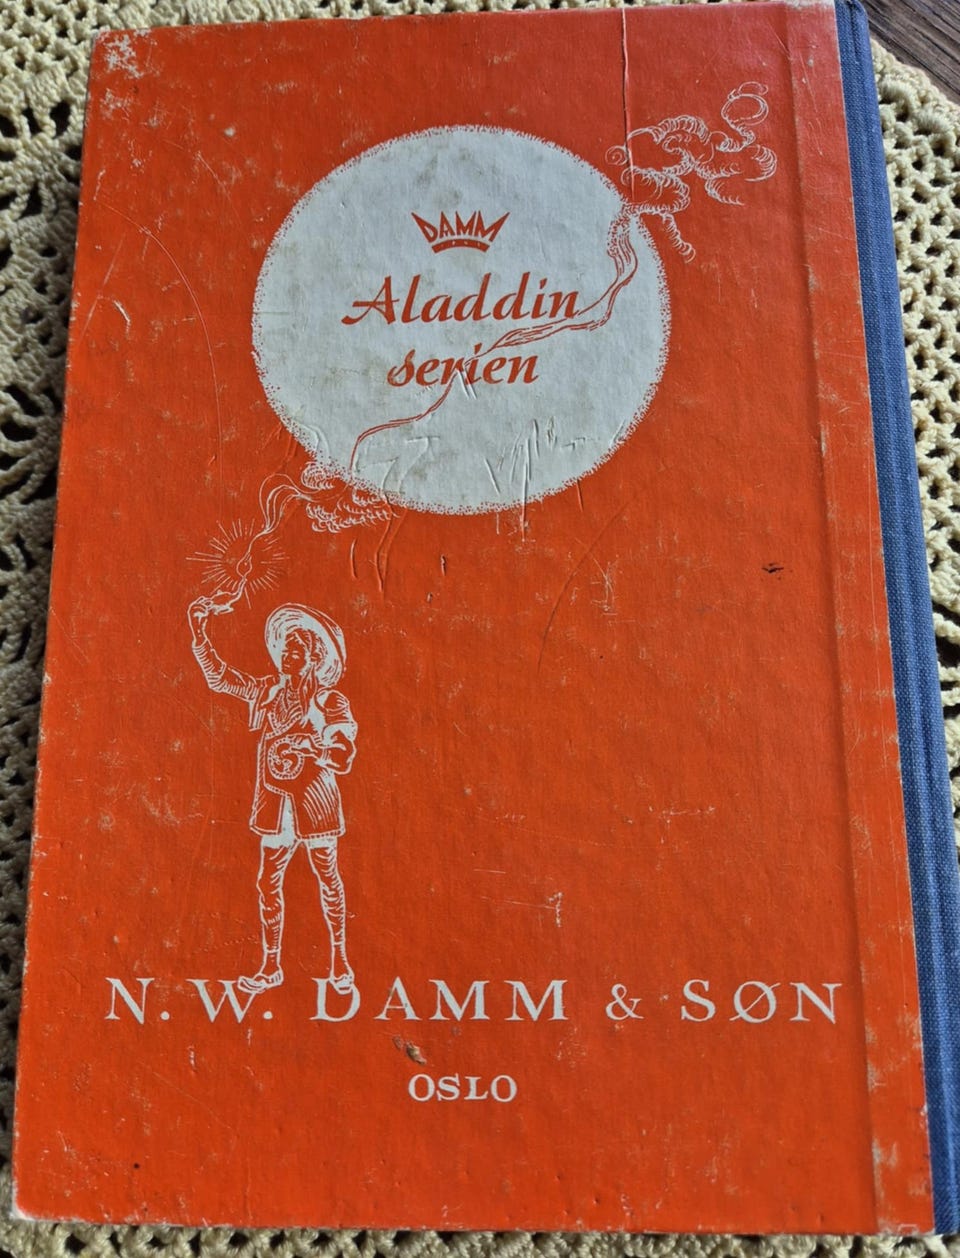 DAMM
Aladdin
serien
N. W. DAMM & SØN
OSLO